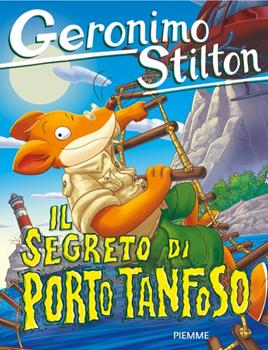 Geronimo
Stilton
IL
SEGRETO DI
PORTO TANFOSO
PIEMME